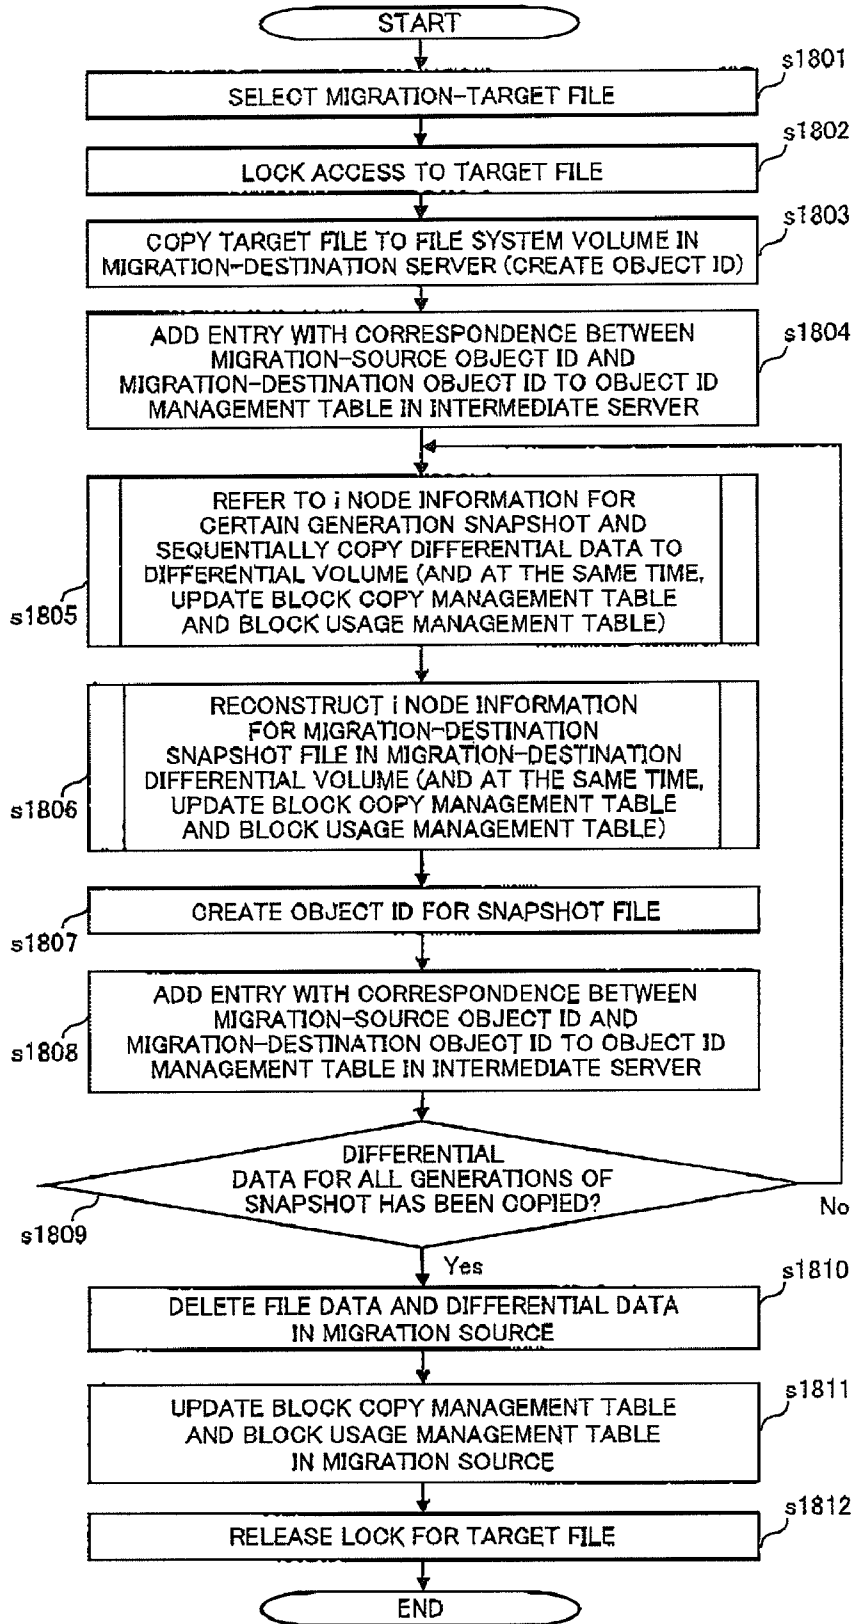 START
s1801
SELECT MIGRATION-TARGET FILE
s1802
LOCK ACCESS TO TARGET FILE
s1803
COPY TARGET FILE TO FILE SYSTEM VOLUME IN
MIGRATION-DESTINATION SERVER (CREATE OBJECT ID)
s1804
ADD ENTRY WITH CORRESPONDENCE BETWEEN
MIGRATION-SOURCE OBJECT ID AND
MIGRATION-DESTINATION OBJECT ID TO OBJECT ID
MANAGEMENT TABLE IN INTERMEDIATE SERVER
REFER TO i NODE INFORMATION FOR
CERTAIN GENERATION SNAPSHOT AND
SEQUENTIALLY COPY DIFFERENTIAL DATA TO
DIFFERENTIAL VOLUME (AND AT THE SAME TIME,
UPDATE BLOCK COPY MANAGEMENT TABLE
AND BLOCK USAGE MANAGEMENT TABLE)
s1805
RECONSTRUCT i NODE INFORMATION
FOR MIGRATION-DESTINATION
SNAPSHOT FILE IN MIGRATION-DESTINATION
DIFFERENTIAL VOLUME (AND AT THE SAME TIME,
UPDATE BLOCK COPY MANAGEMENT TABLE
AND BLOCK USAGE MANAGEMENT TABLE)
s1806
CREATE OBJECT ID FOR SNAPSHOT FILE
s1807
ADD ENTRY WITH CORRESPONDENCE BETWEEN
MIGRATION-SOURCE OBJECT ID AND
MIGRATION-DESTINATION OBJECT ID TO OBJECT ID
MANAGEMENT TABLE IN INTERMEDIATE SERVER
s1808
DIFFERENTIAL
DATA FOR ALL GENERATIONS OF
SNAPSHOT HAS BEEN COPIED?
No
s1809
Yes
s1810
DELETE FILE DATA AND DIFFERENTIAL DATA
IN MIGRATION SOURCE
s1811
UPDATE BLOCK COPY MANAGEMENT TABLE
AND BLOCK USAGE MANAGEMENT TABLE
IN MIGRATION SOURCE
s1812
RELEASE LOCK FOR TARGET FILE
END